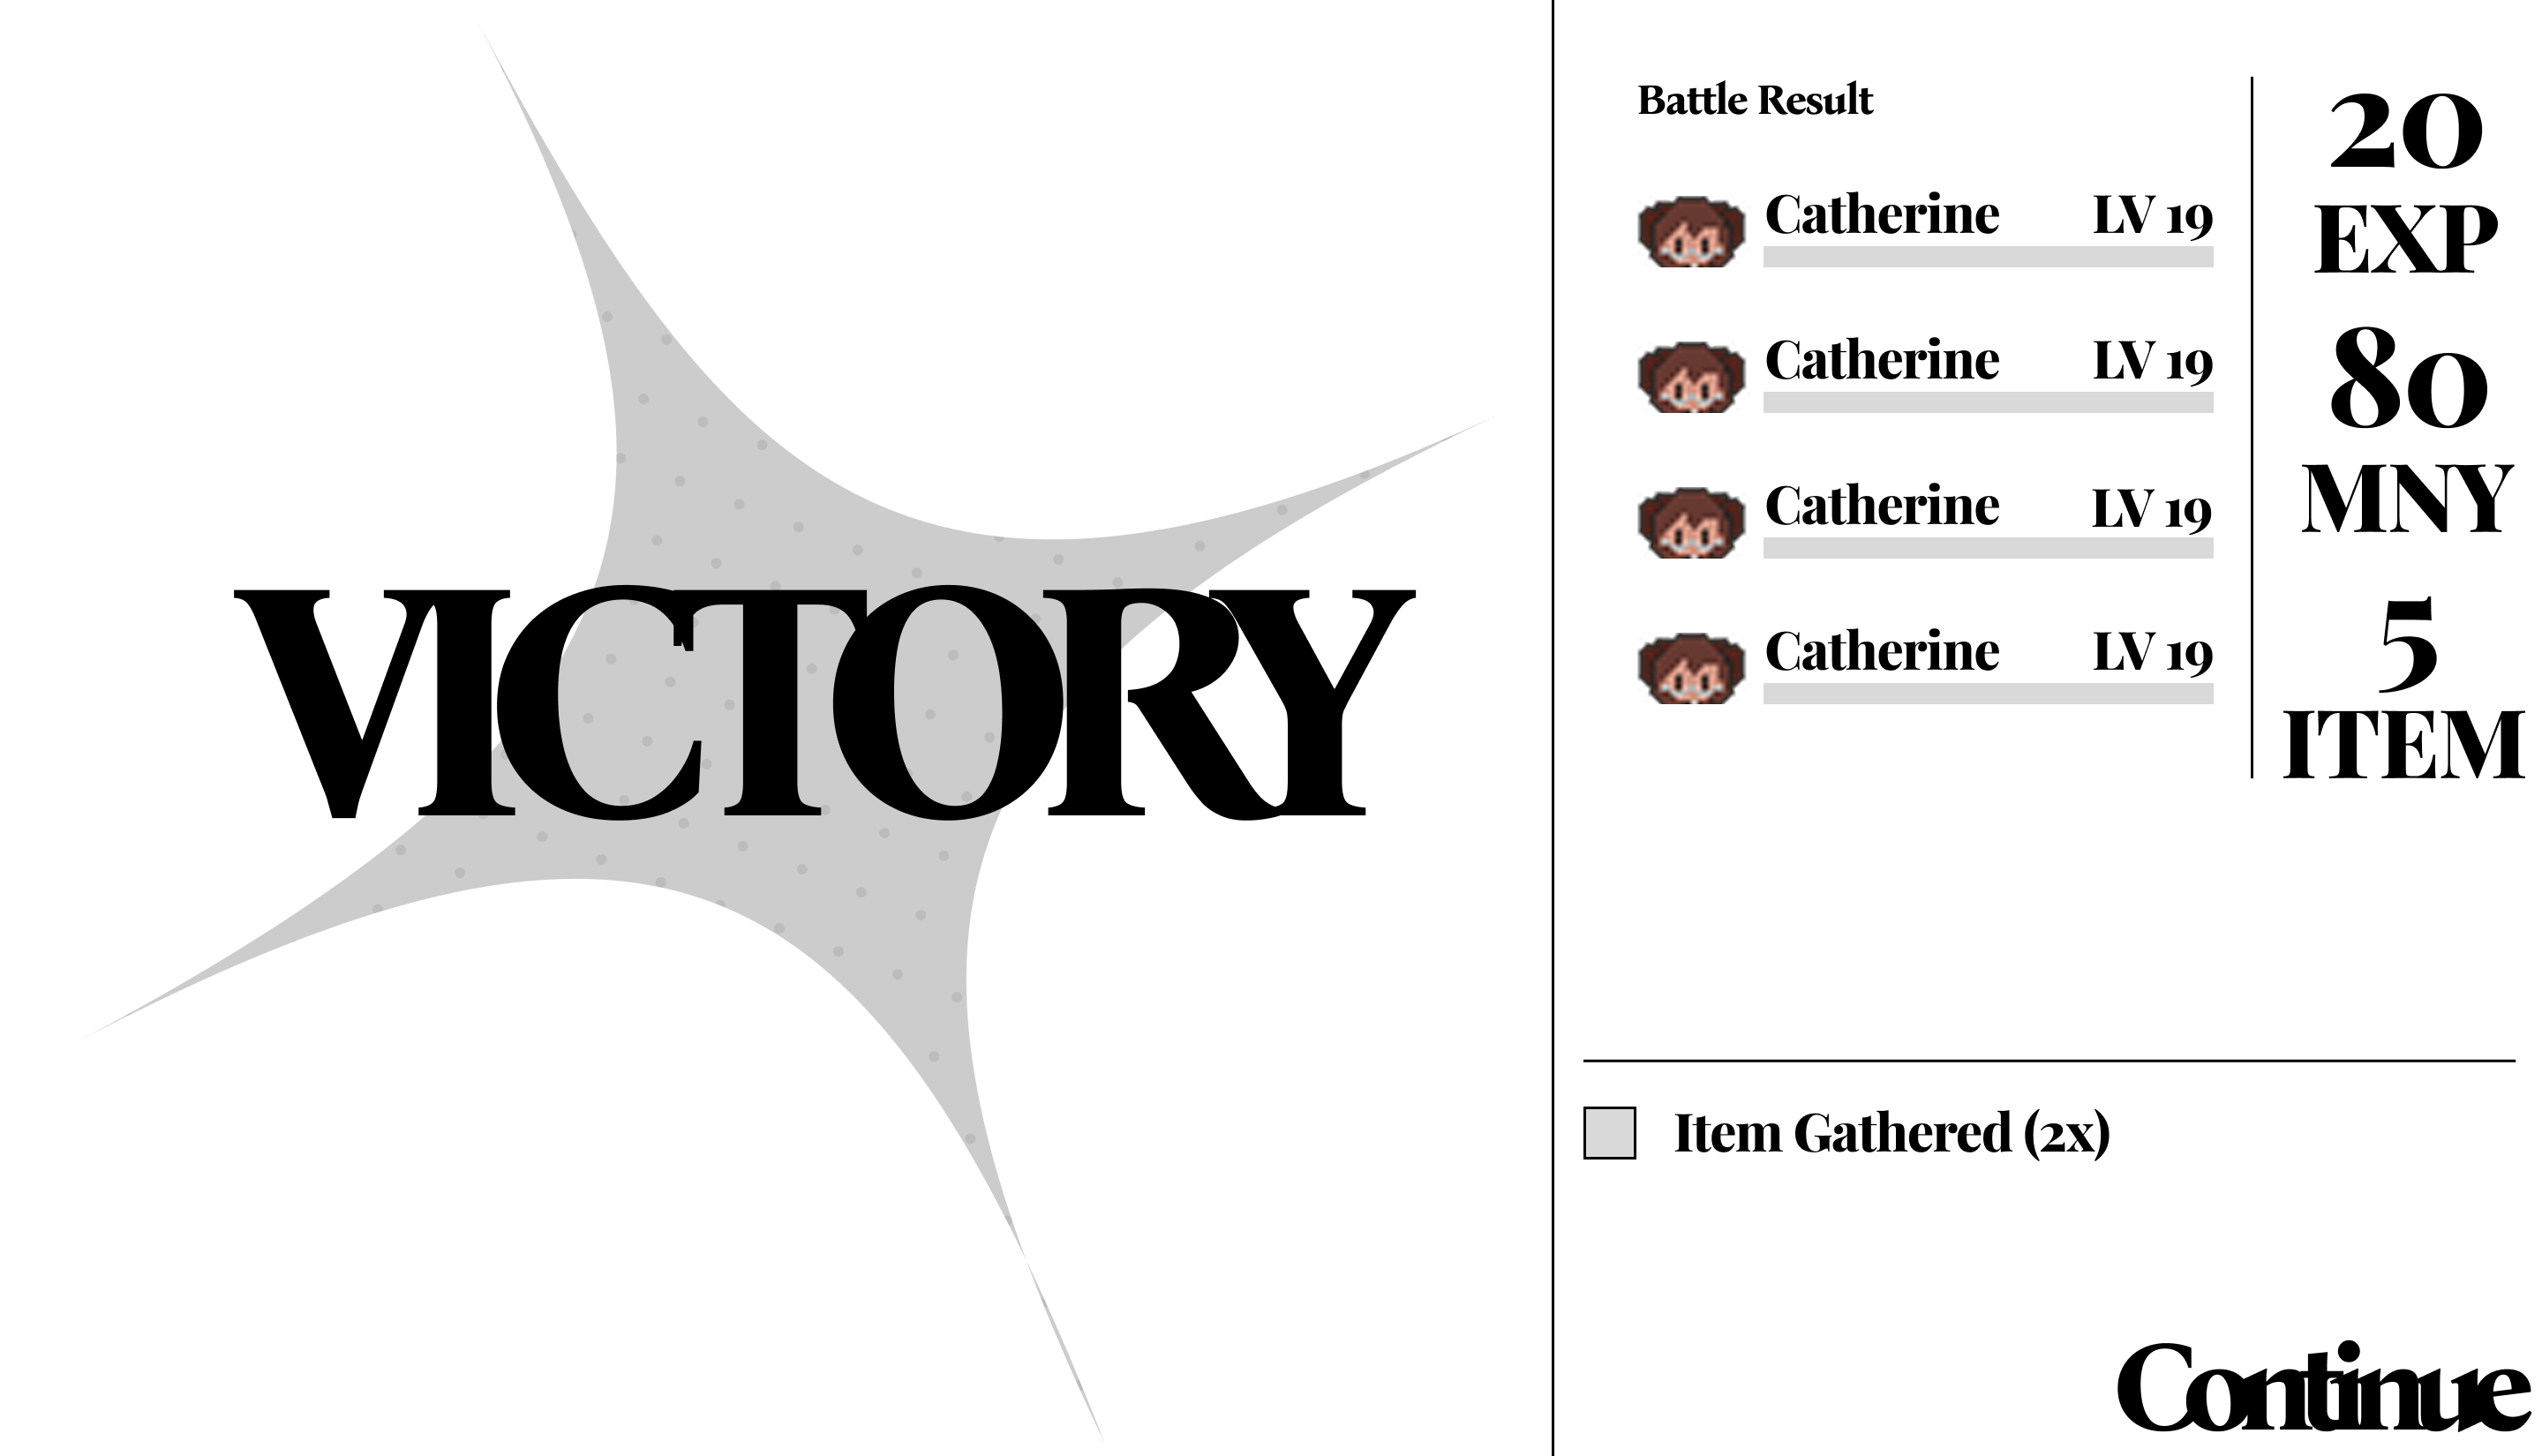 VICTORY
Battle Result
Catherine LV 19
Catherine LV 19
Catherine LV 19
Catherine LV 19
20
EXP
80
MNY
5
ITEM
Item Gathered (2x)
Continue